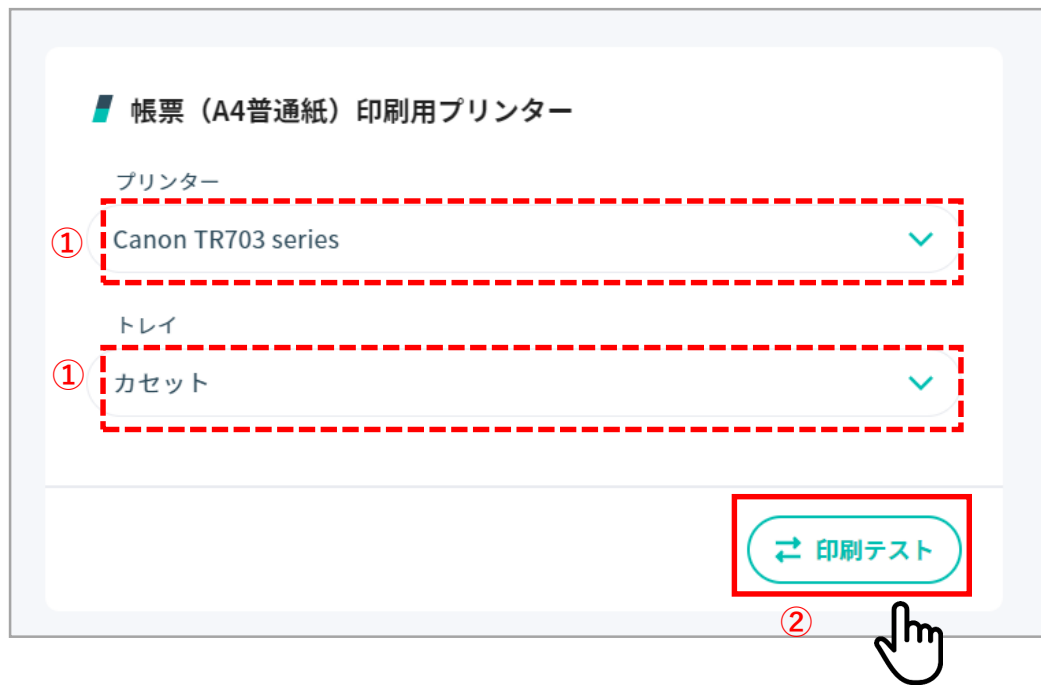 帳票（A4普通紙）印刷用プリンター
プリンター
① Canon TR703 series
トレイ
① カセット
印刷テスト
②